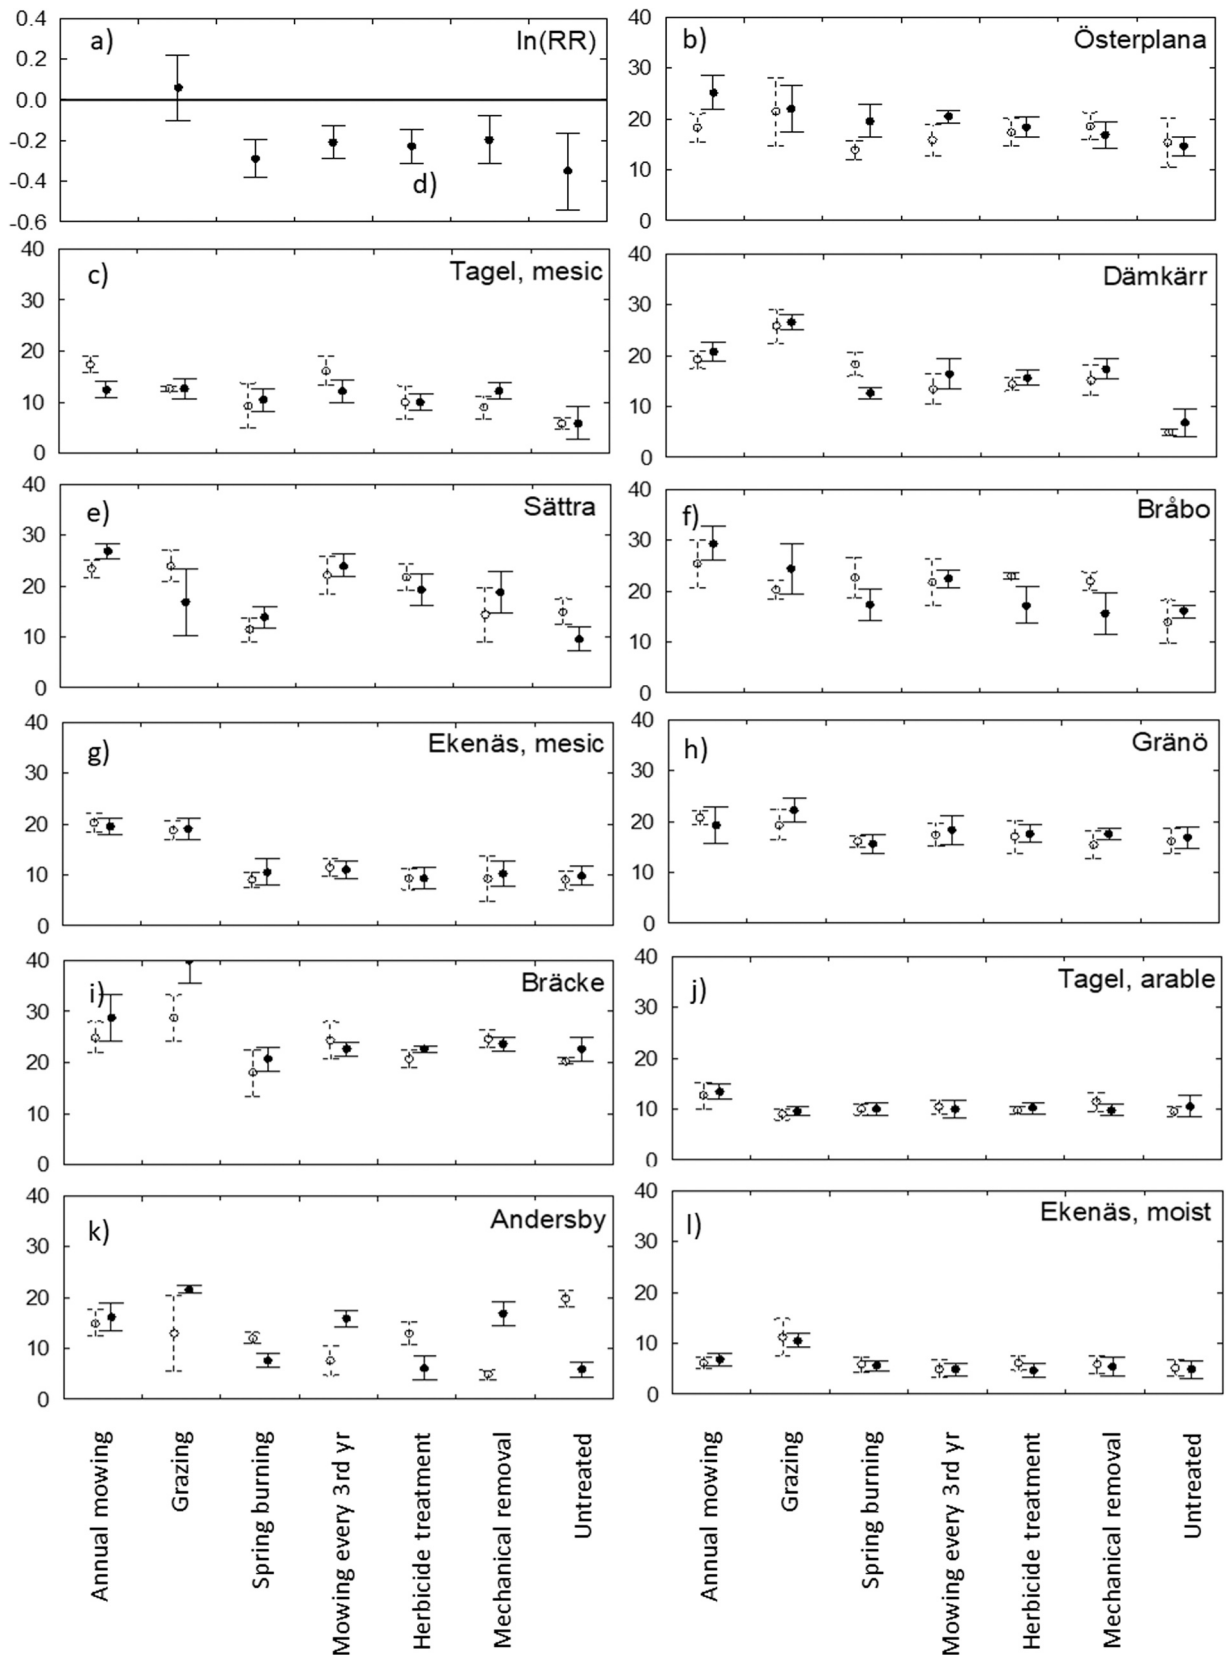 a) ln(RR)
0.4
0.2
0.0
-0.2
-0.4
-0.6
d)
b) Österplana
40
30
20
10
0
c) Tagel, mesic
40
30
20
10
0
Dämkärr
40
30
20
10
0
e) Sättra
40
30
20
10
0
f) Bråbo
40
30
20
10
0
g) Ekenäs, mesic
40
30
20
10
0
h) Gränö
40
30
20
10
0
i) Bräcke
40
30
20
10
0
j) Tagel, arable
40
30
20
10
0
k) Andersby
40
30
20
10
0
l) Ekenäs, moist
40
30
20
10
0
Annual mowing
Grazing
Spring burning
Mowing every 3rd yr
Herbicide treatment
Mechanical removal
Untreated
Annual mowing
Grazing
Spring burning
Mowing every 3rd yr
Herbicide treatment
Mechanical removal
Untreated